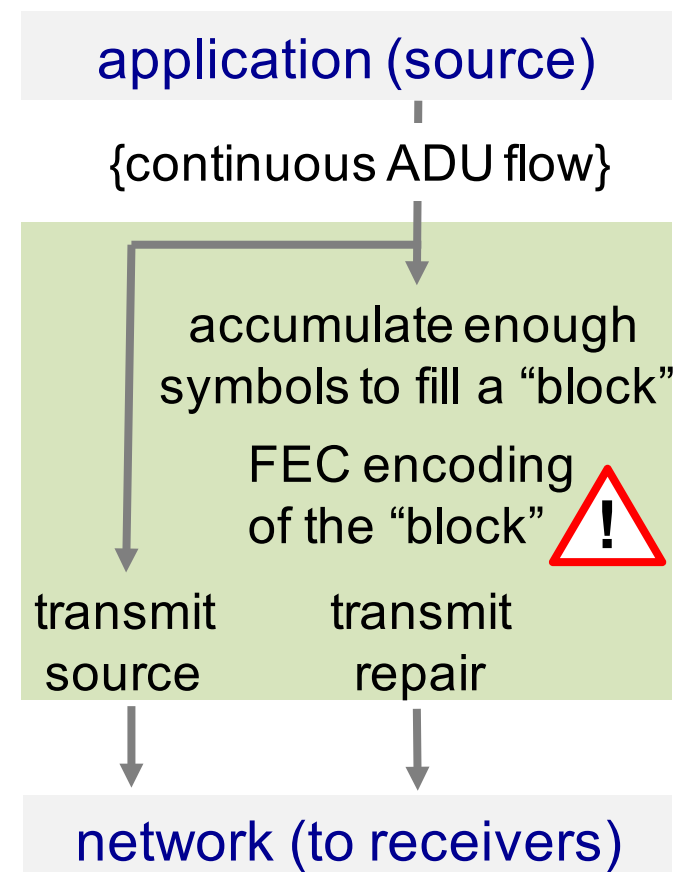 application (source)
{continuous ADU flow}
accumulate enough
symbols to fill a “block”
FEC encoding
of the “block”
!
transmit
source
transmit
repair
network (to receivers)